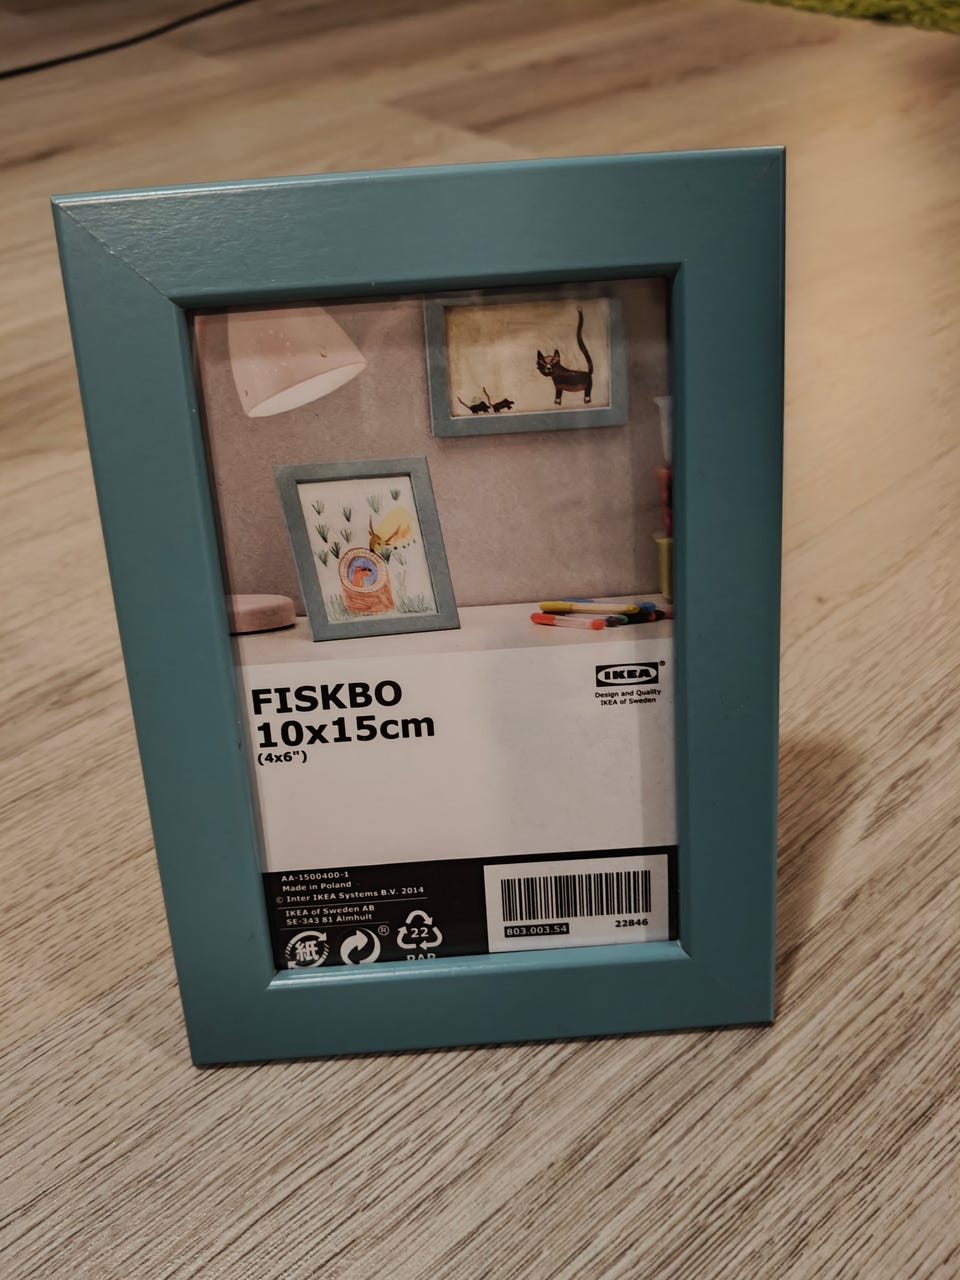 FISKBO
10x15cm
(4x6")
IKEA®
Design and Quality
IKEA of Sweden
AA-1500400-1
Made in Poland
© Inter IKEA Systems B.V. 2014
IKEA of Sweden AB
SE-343 81 Älmhult
紙
®
22
PAP
803.003.54
22846